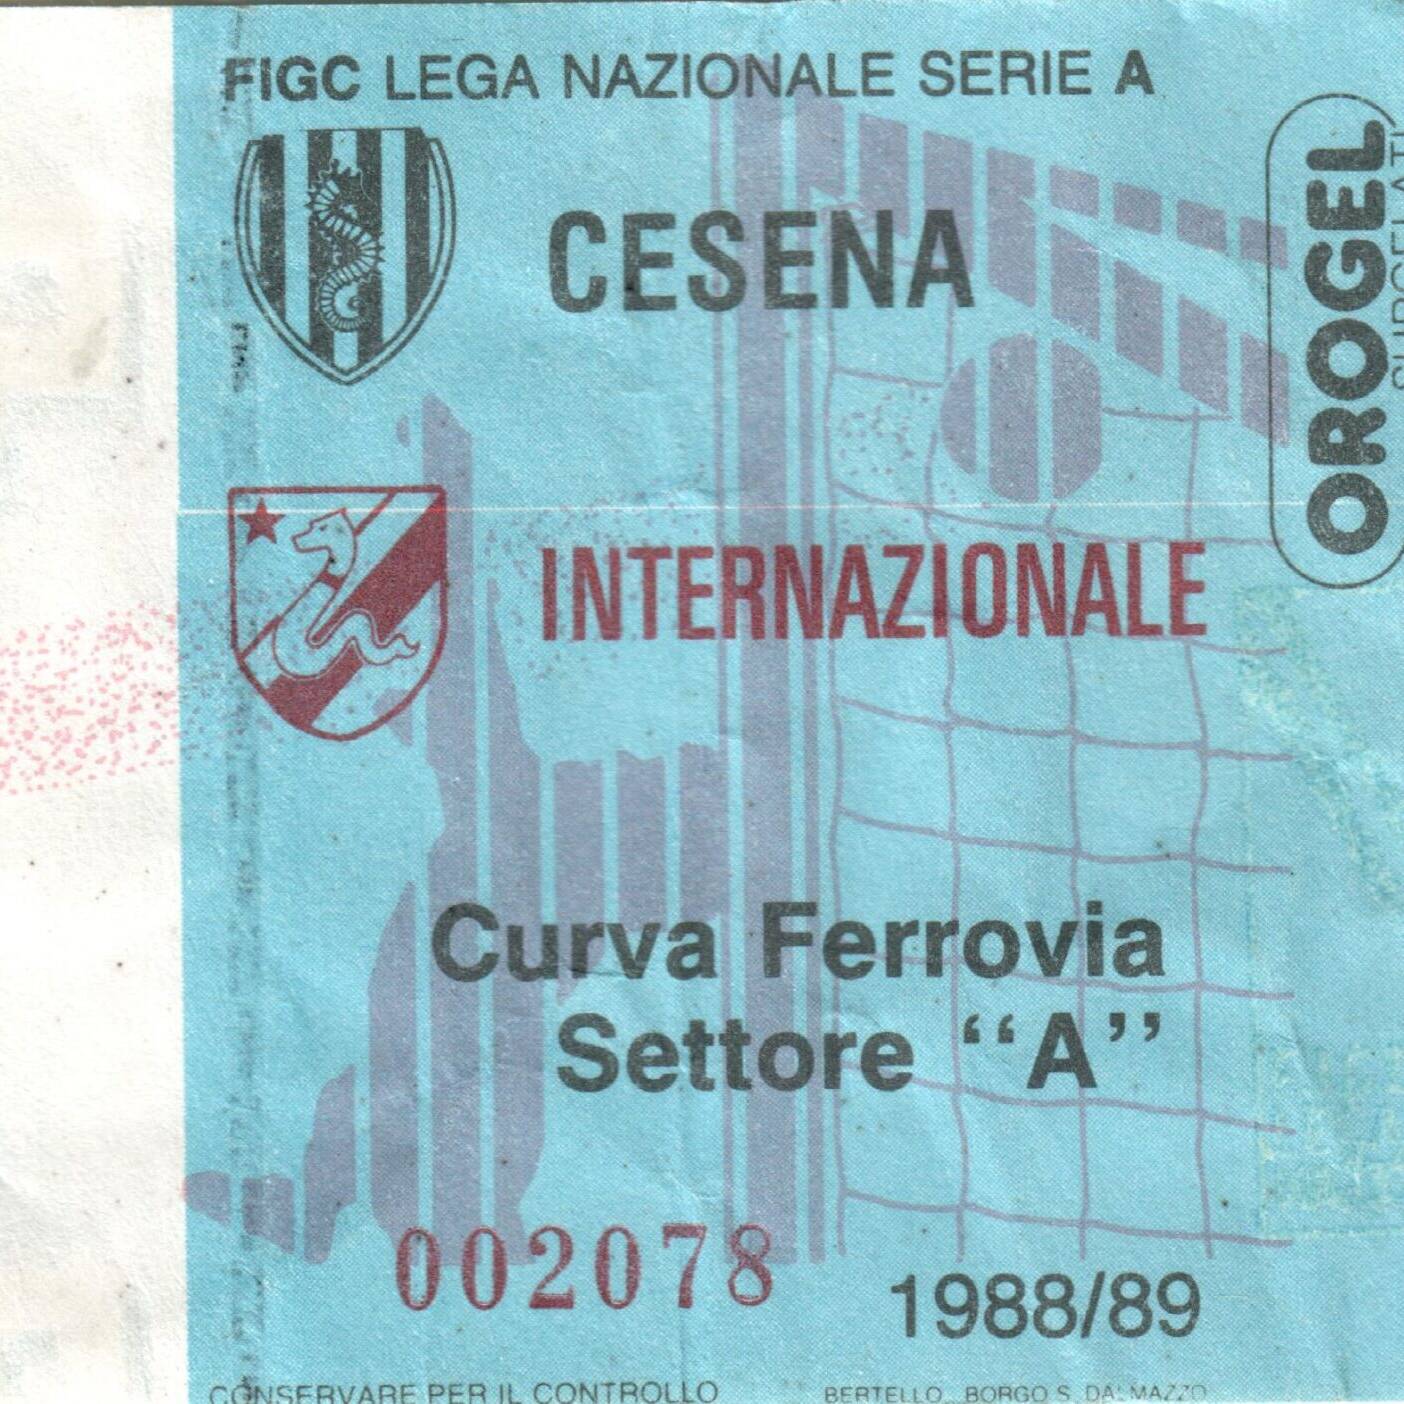 FIGC LEGA NAZIONALE SERIE A
CESENA
OROGEL
SURGELATI
INTERNAZIONALE
Curva Ferrovia
Settore “A”
002078
1988/89
CONSERVARE PER IL CONTROLLO
BERTELLO BORGO S. DALMAZZO